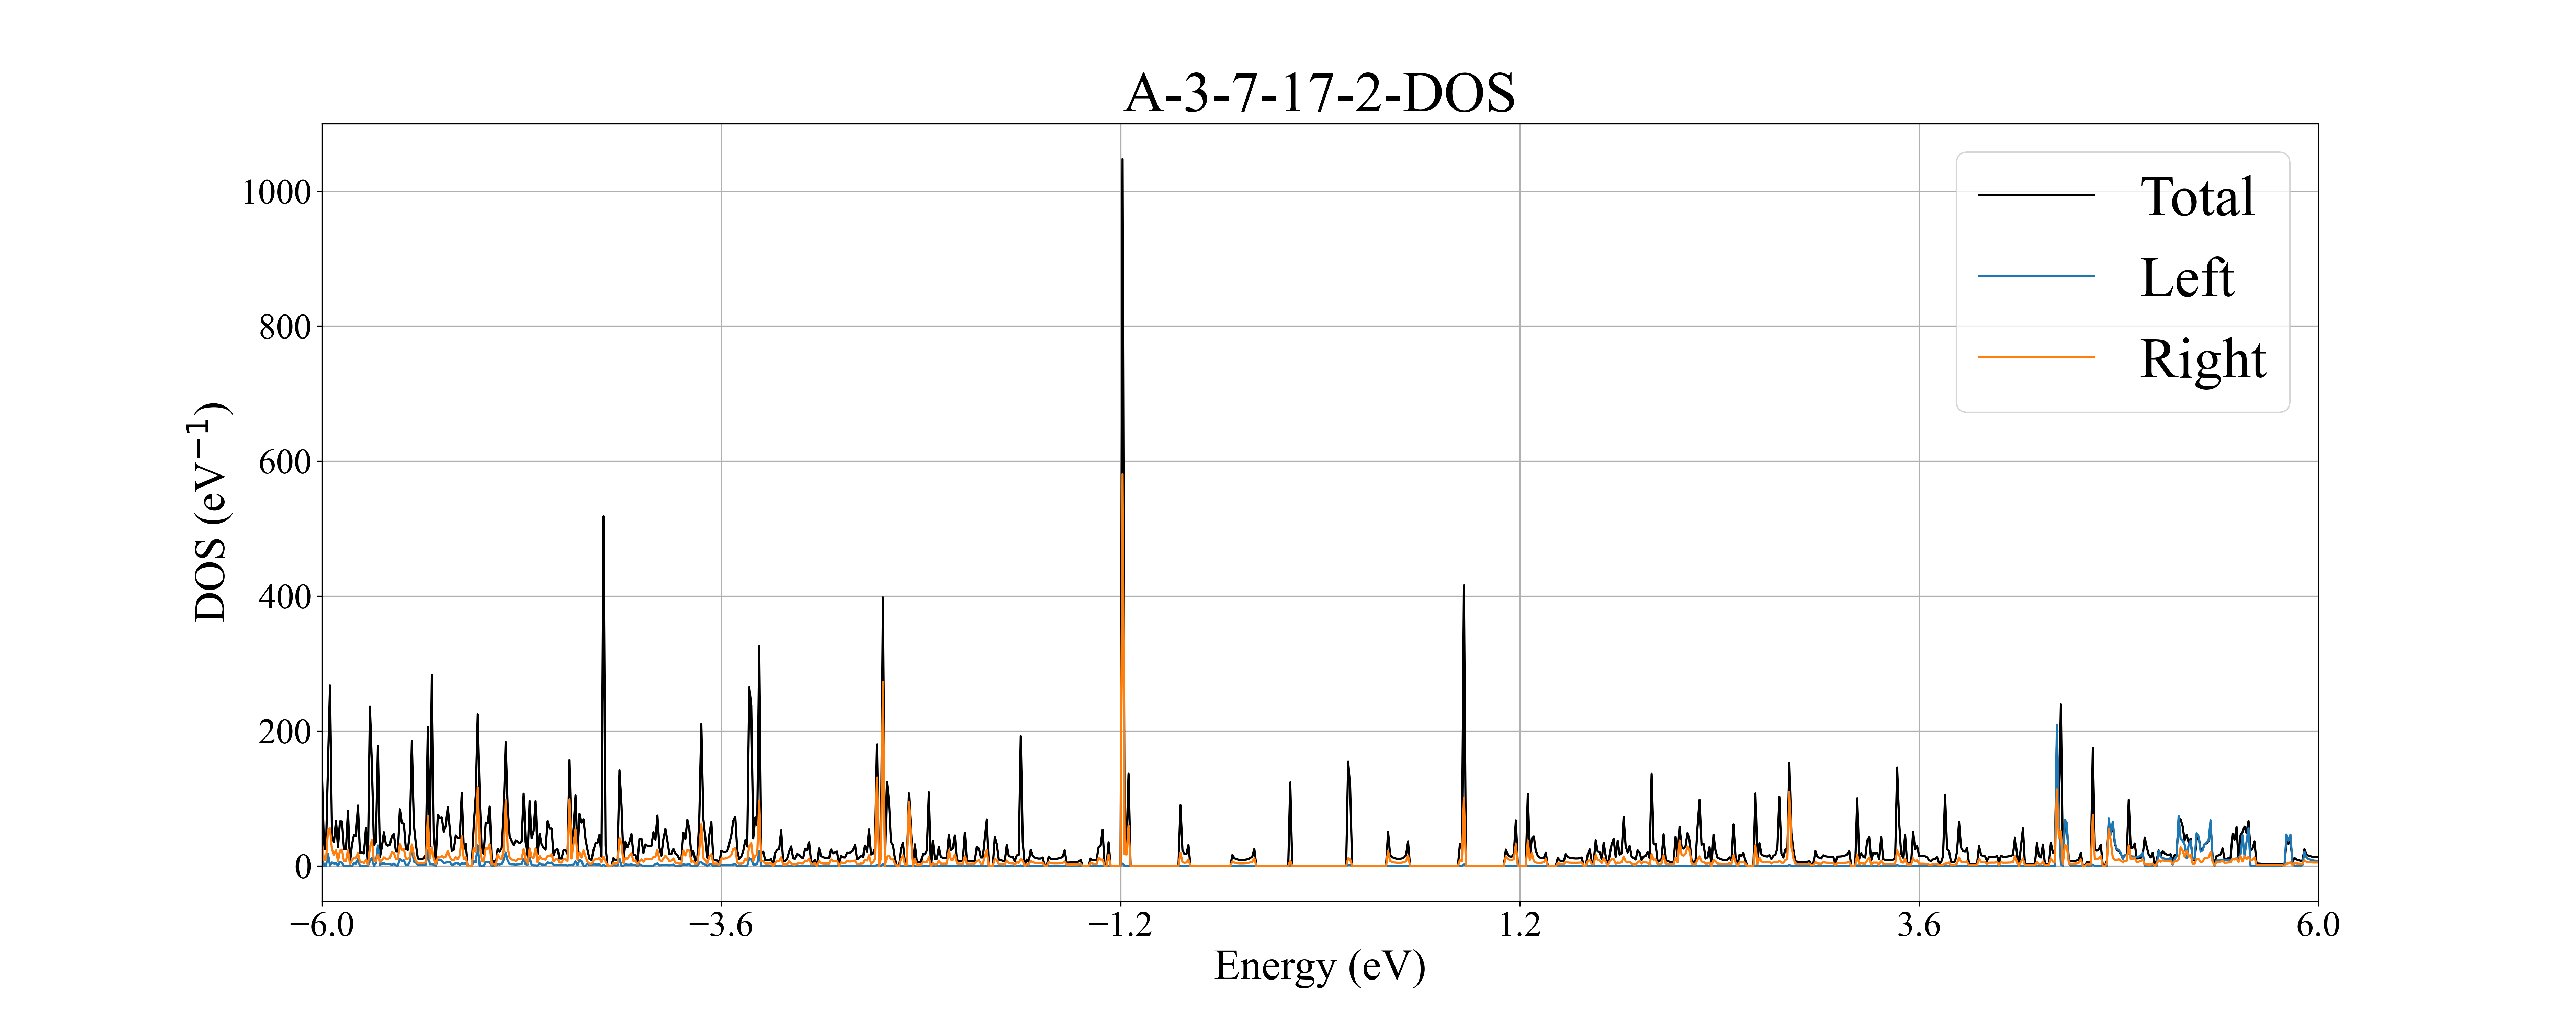 A-3-7-17-2-DOS
DOS (eV⁻¹)
1000
800
600
400
200
0
−6.0
−3.6
−1.2
1.2
3.6
6.0
Energy (eV)
Total
Left
Right